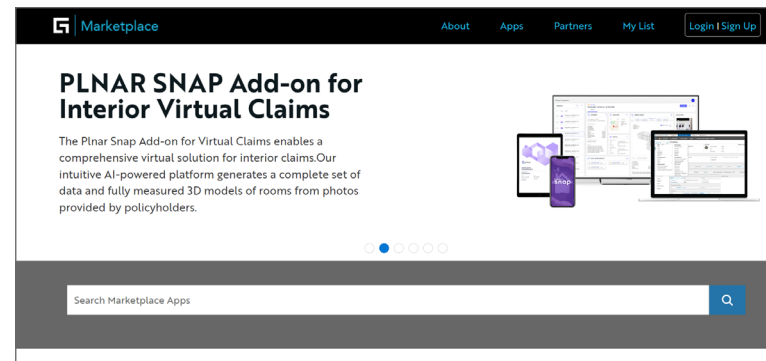 Marketplace
About Apps Partners My List Login | Sign Up
PLNAR SNAP Add-on for
Interior Virtual Claims
The Plnar Snap Add-on for Virtual Claims enables a
comprehensive virtual solution for interior claims.Our
intuitive AI-powered platform generates a complete set of
data and fully measured 3D models of rooms from photos
provided by policyholders.
snap
Search Marketplace Apps